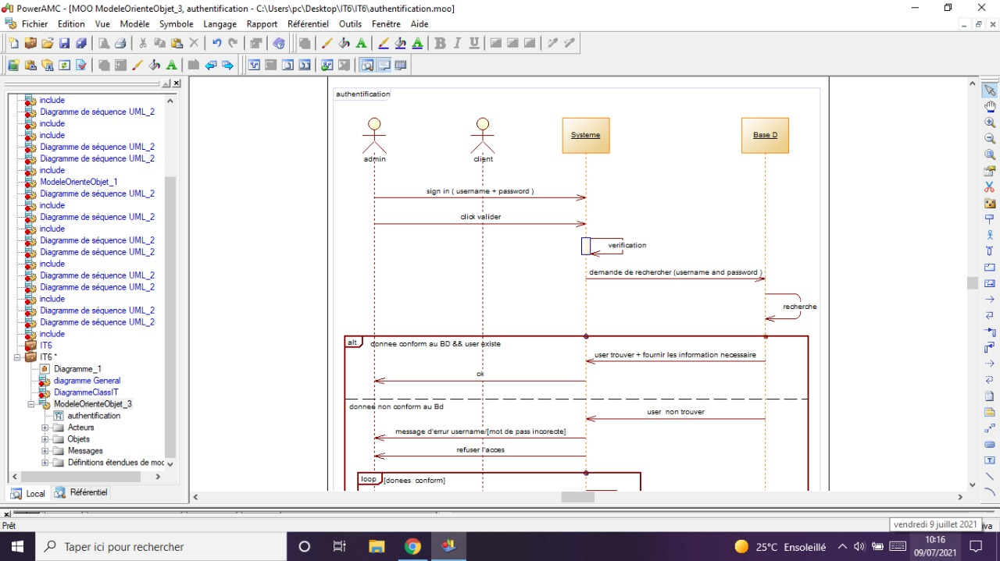 PowerAMC - [MOO ModeleOrienteObjet_3, authentification - C:\Users\pc\Desktop\IT6\IT6\authentification.moo]
Fichier Edition Vue Modèle Symbole Langage Rapport Référentiel Outils Fenêtre Aide
include
Diagramme de séquence UML_2
include
include
Diagramme de séquence UML_2
Diagramme de séquence UML_2
include
ModeleOrienteObjet_1
Diagramme de séquence UML_2
include
Diagramme de séquence UML_2
include
Diagramme de séquence UML_2
Diagramme de séquence UML_2
include
Diagramme de séquence UML_2
Diagramme de séquence UML_2
include
Diagramme de séquence UML_2
Diagramme de séquence UML_2
include
IT6
IT6 *
Diagramme_1
diagramme General
DiagrammeClassIT
ModeleOrienteObjet_3
authentification
Acteurs
Objets
Messages
Définitions étendues de moc
Local Référentiel
authentification
admin client Systeme Base D
sign in ( username + password )
click valider
verification
demande de rechercher (username and password )
recherche
alt donnee conform au BD && user existe
user trouver + fournir les information necessaire
ok
donnee non conform au Bd
user non trouver
message d'errur username/[mot de pass incorecte]
refuser l'acces
loop [donees conform]
Prêt
vendredi 9 juillet 2021
Taper ici pour rechercher
25°C Ensoleillé
10:16
09/07/2021